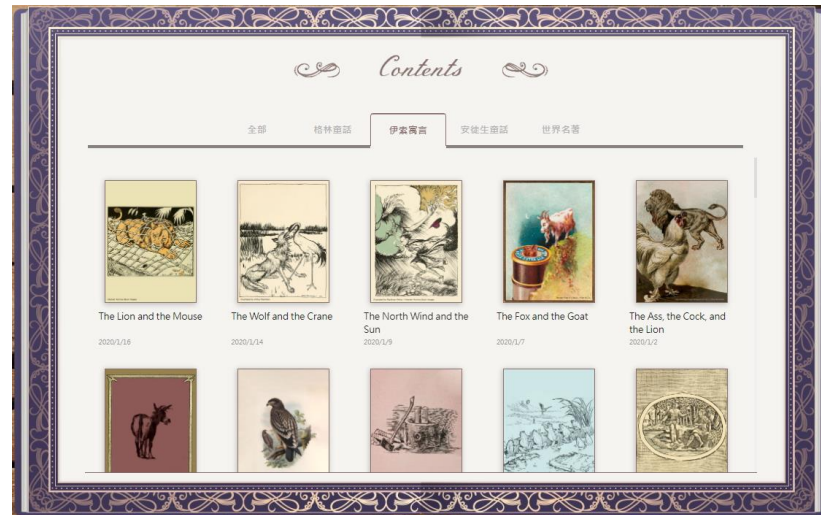 Contents
全部 格林童話 伊索寓言 安徒生童話 世界名著
The Lion and the Mouse
2020/1/16
The Wolf and the Crane
2020/1/14
The North Wind and the
Sun
2020/1/9
The Fox and the Goat
2020/1/7
The Ass, the Cock, and
the Lion
2020/1/2